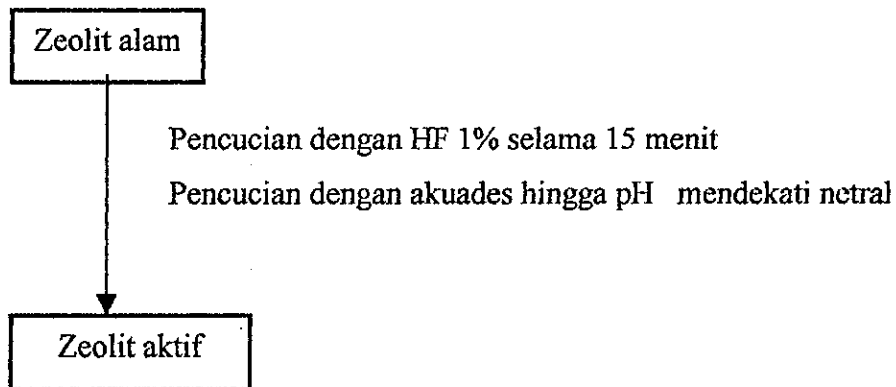 Zeolit alam
Pencucian dengan HF 1% selama 15 menit
Pencucian dengan akuades hingga pH mendekati netral
Zeolit aktif